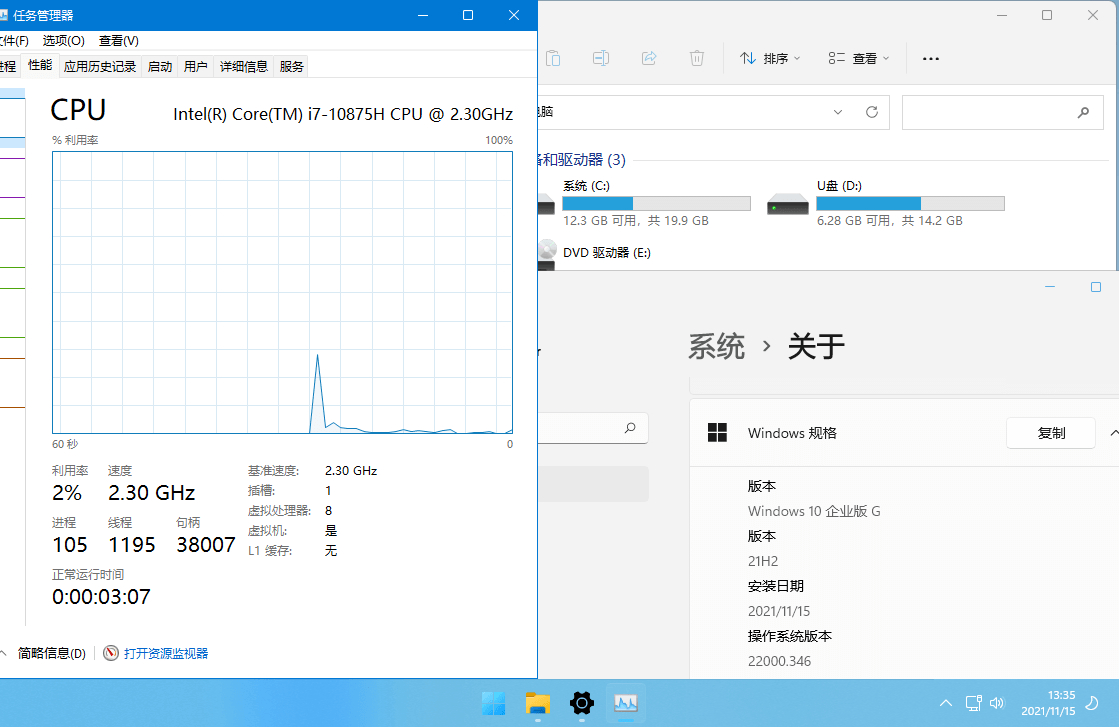 任务管理器
文件(F) 选项(O) 查看(V)
进程 性能 应用历史记录 启动 用户 详细信息 服务
CPU
Intel(R) Core(TM) i7-10875H CPU @ 2.30GHz
% 利用率
100%
60 秒
0
利用率 速度
2% 2.30 GHz
进程 线程 句柄
105 1195 38007
正常运行时间
0:00:03:07
基准速度: 2.30 GHz
插槽: 1
虚拟处理器: 8
虚拟机: 是
L1 缓存: 无
简略信息(D)
打开资源监视器
排序 查看
电脑
备和驱动器 (3)
系统 (C:)
12.3 GB 可用，共 19.9 GB
U盘 (D:)
6.28 GB 可用，共 14.2 GB
DVD 驱动器 (E:)
系统 › 关于
Windows 规格
复制
版本
Windows 10 企业版 G
版本
21H2
安装日期
2021/11/15
操作系统版本
22000.346
13:35
2021/11/15